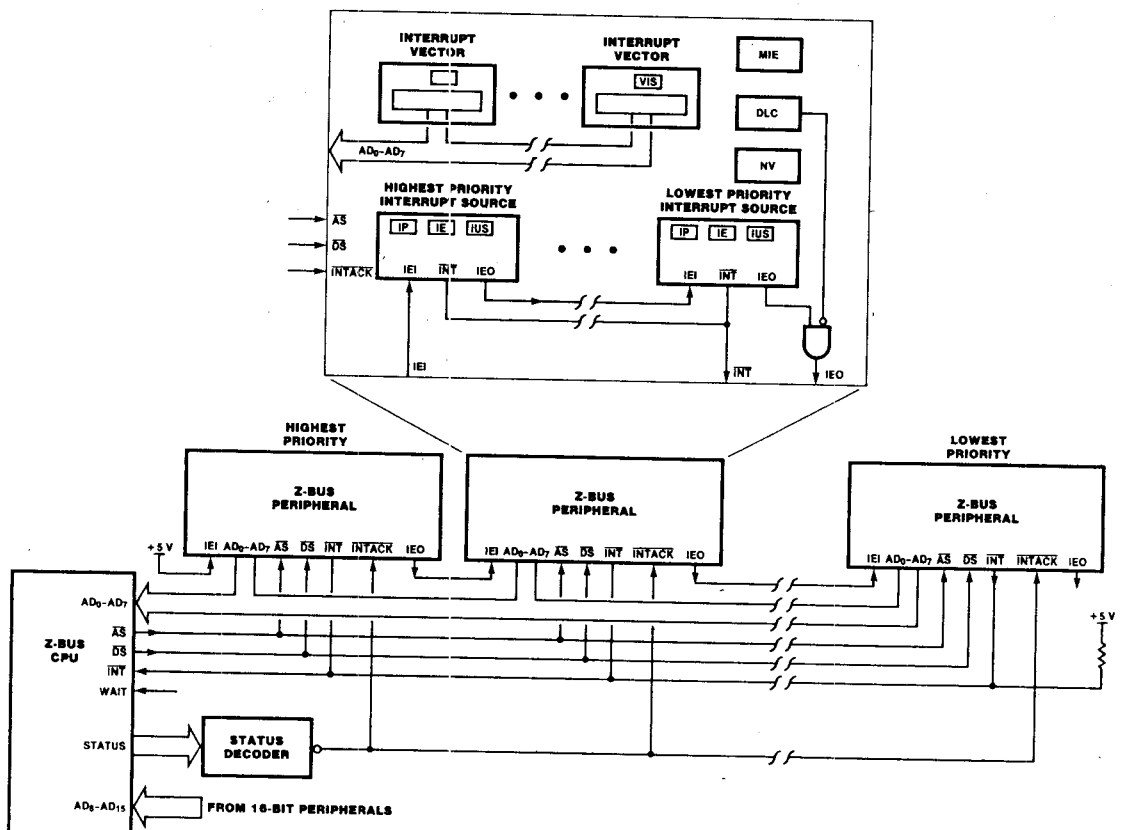 INTERRUPT
VECTOR
INTERRUPT
VECTOR
VIS
MIE
DLC
NV
AD0-AD7
HIGHEST PRIORITY
INTERRUPT SOURCE
IP IE IUS
IEI INT IEO
LOWEST PRIORITY
INTERRUPT SOURCE
IP IE IUS
IEI INT IEO
AS
DS
INTACK
IEI
INT
IEO
HIGHEST
PRIORITY
Z-BUS
PERIPHERAL
+5 V
IEI AD0-AD7 AS DS INT INTACK IEO
Z-BUS
PERIPHERAL
IEI AD0-AD7 AS DS INT INTACK IEO
LOWEST
PRIORITY
Z-BUS
PERIPHERAL
IEI AD0-AD7 AS DS INT INTACK IEO
+5 V
Z-BUS
CPU
AD0-AD7
AS
DS
INT
WAIT
STATUS
AD8-AD15
STATUS
DECODER
FROM 16-BIT PERIPHERALS